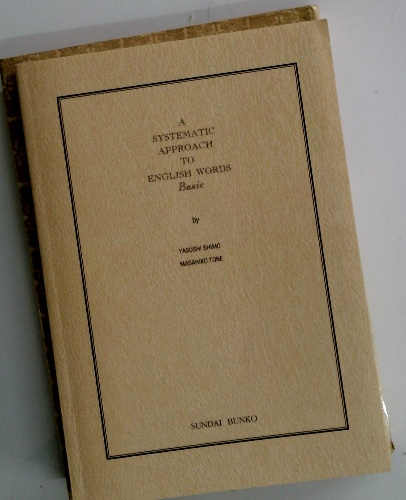 A
SYSTEMATIC
APPROACH
TO
ENGLISH WORDS
Basic
by
YASUSHI SHIMO
MASAHIKO TONE
SUNDAI BUNKO